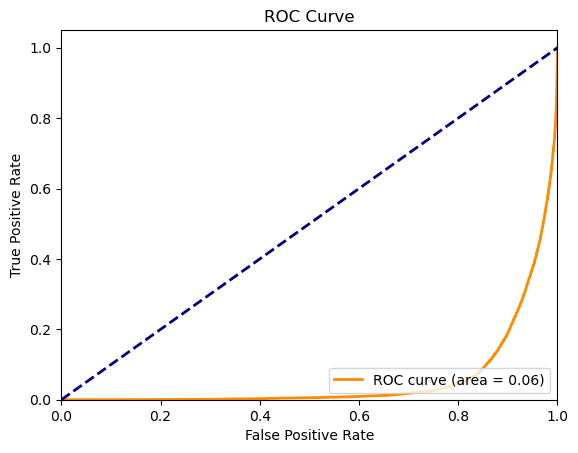 ROC Curve
True Positive Rate
1.0
0.8
0.6
0.4
0.2
0.0
ROC curve (area = 0.06)
0.0 0.2 0.4 0.6 0.8 1.0
False Positive Rate